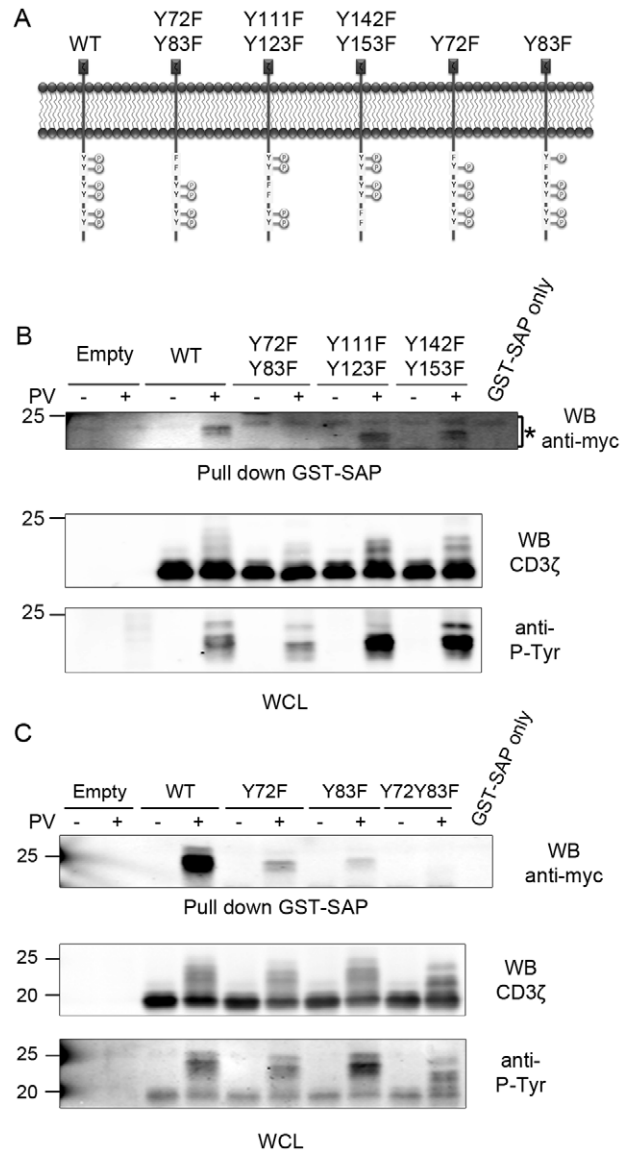 A
Y72F Y111F Y142F
WT Y83F Y123F Y153F Y72F Y83F
C C C C C C
Y P F Y P Y P F Y P
Y P F Y P Y P Y P F
Y P Y P F Y P Y P Y P
Y P Y P F Y P Y P Y P
Y P Y P Y P F Y P Y P
Y P Y P Y P F Y P Y P
B
GST-SAP only
Y72F Y111F Y142F
Empty WT Y83F Y123F Y153F
PV - + - + - + - + - +
25
* WB
anti-myc
Pull down GST-SAP
25
WB
CD3ζ
25
anti-
P-Tyr
WCL
C
GST-SAP only
Empty WT Y72F Y83F Y72Y83F
PV - + - + - + - + - +
25
WB
anti-myc
Pull down GST-SAP
25
WB
20
CD3ζ
25
anti-
20
P-Tyr
WCL